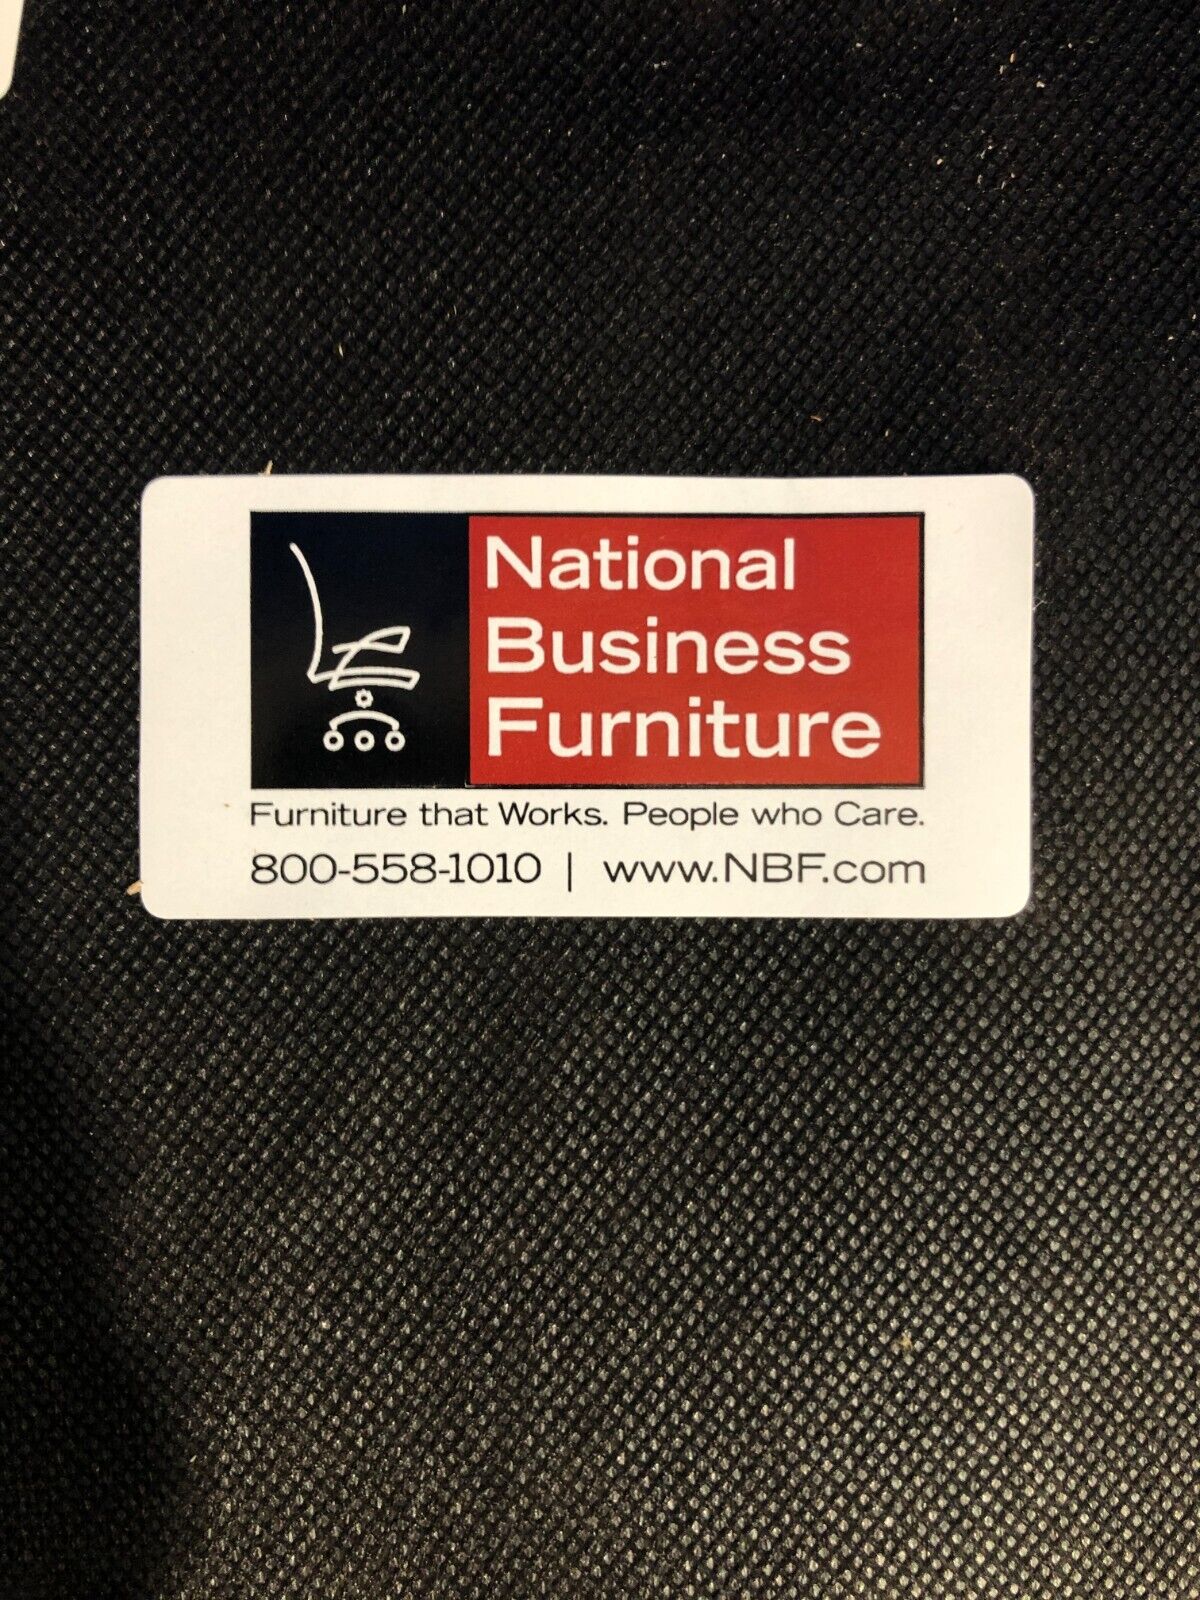 National
Business
Furniture
Furniture that Works. People who Care.
800-558-1010 | www.NBF.com